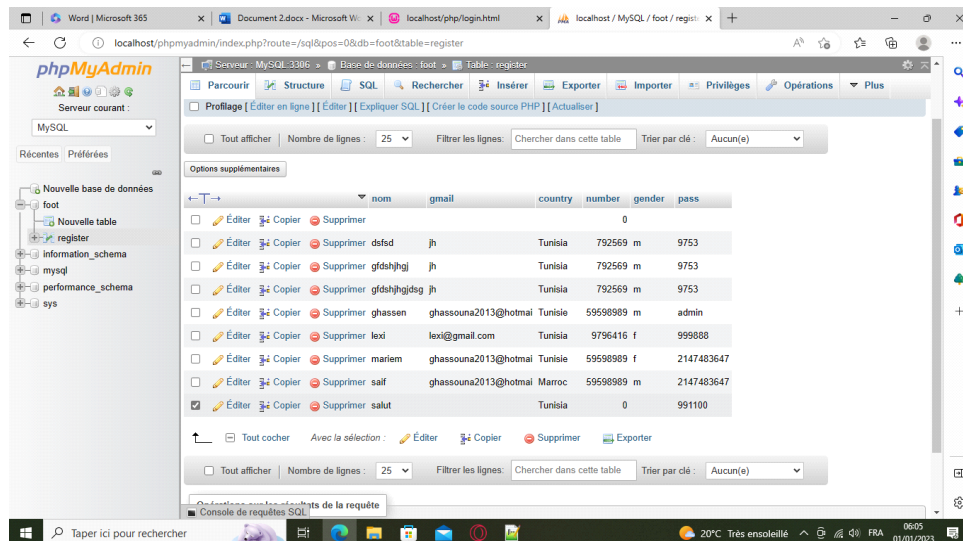 Word | Microsoft 365
Document 2.docx - Microsoft Wo
localhost/php/login.html
localhost / MySQL / foot / registe
localhost/phpmyadmin/index.php?route=/sql&pos=0&db=foot&table=register
phpMyAdmin
Serveur courant :
MySQL
Récentes Préférées
Nouvelle base de données
foot
Nouvelle table
register
information_schema
mysql
performance_schema
sys
Serveur : MySQL:3306 » Base de données : foot » Table : register
Parcourir Structure SQL Rechercher Insérer Exporter Importer Privilèges Opérations Plus
Profilage [ Éditer en ligne ] [ Éditer ] [ Expliquer SQL ] [ Créer le code source PHP ] [ Actualiser ]
Tout afficher Nombre de lignes : 25 Filtrer les lignes: Chercher dans cette table Trier par clé : Aucun(e)
Options supplémentaires
←T→ nom gmail country number gender pass
Éditer Copier Supprimer 0
Éditer Copier Supprimer dsfsd jh Tunisia 792569 m 9753
Éditer Copier Supprimer gfdshjhgj jh Tunisia 792569 m 9753
Éditer Copier Supprimer gfdshjhgjdsg jh Tunisia 792569 m 9753
Éditer Copier Supprimer ghassen ghassouna2013@hotmai Tunisie 59598989 m admin
Éditer Copier Supprimer lexi lexi@gmail.com Tunisie 9796416 f 999888
Éditer Copier Supprimer mariem ghassouna2013@hotmai Tunisie 59598989 f 2147483647
Éditer Copier Supprimer saif ghassouna2013@hotmai Marroc 59598989 m 2147483647
Éditer Copier Supprimer salut Tunisia 0 991100
Tout cocher Avec la sélection : Éditer Copier Supprimer Exporter
Tout afficher Nombre de lignes : 25 Filtrer les lignes: Chercher dans cette table Trier par clé : Aucun(e)
Opérations sur les résultats de la requête
Console de requêtes SQL
Taper ici pour rechercher
20°C Très ensoleillé FRA 06:05
01/01/2023